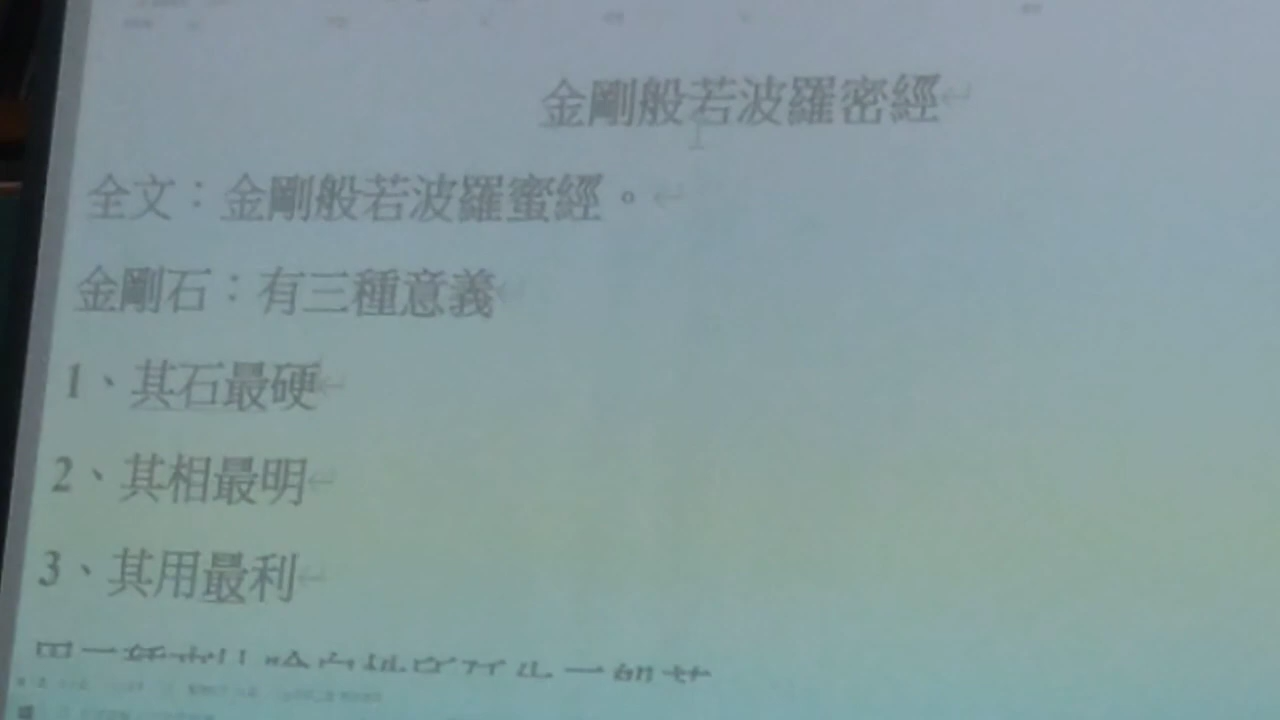 金剛般若波羅密經
全文：金剛般若波羅蜜經。
金剛石：有三種意義
1、其石最硬
2、其相最明
3、其用最利